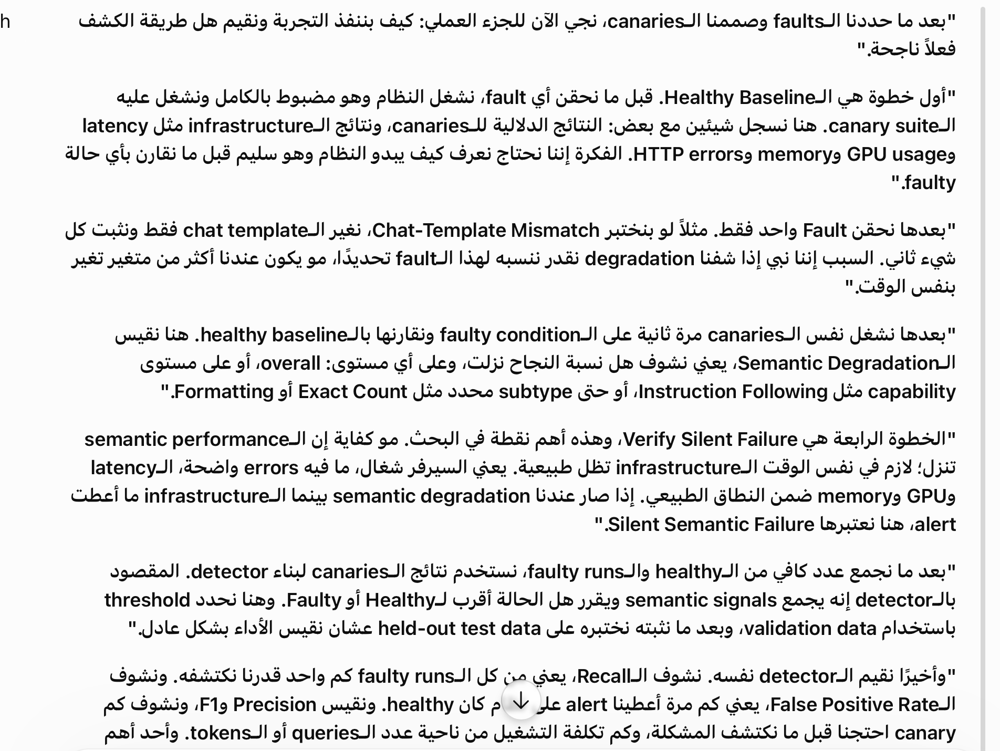 h
"بعد ما حددنا الـfaults وصممنا الـcanaries، نجي الآن للجزء العملي: كيف بننفذ التجربة ونقيم هل طريقة الكشف
فعلاً ناجحة."
"أول خطوة هي الـHealthy Baseline. قبل ما نحقن أي fault، نشغل النظام وهو مضبوط بالكامل ونشغل عليه
الـcanary suite. هنا نسجل شيئين مع بعض: النتائج الدلالية للـcanaries، ونتائج الـinfrastructure مثل latency
وGPU usage وmemory وHTTP errors. الفكرة إننا نحتاج نعرف كيف يبدو النظام وهو سليم قبل ما نقارن بأي حالة
faulty."
"بعدها نحقن Fault واحد فقط. مثلاً لو بنختبر Chat-Template Mismatch، نغير الـchat template فقط ونثبت كل
شيء ثاني. السبب إننا نبي إذا شفنا degradation نقدر ننسبه لهذا الـfault تحديدًا، مو يكون عندنا أكثر من متغير تغير
بنفس الوقت."
"بعدها نشغل نفس الـcanaries مرة ثانية على الـfaulty condition ونقارنها بالـhealthy baseline. هنا نقيس
الـSemantic Degradation، يعني نشوف هل نسبة النجاح نزلت، وعلى أي مستوى: overall، أو على مستوى
capability مثل Instruction Following، أو حتى subtype محدد مثل Exact Count أو Formatting."
"الخطوة الرابعة هي Verify Silent Failure، وهذه أهم نقطة في البحث. مو كفاية إن الـsemantic performance
تنزل؛ لازم في نفس الوقت الـinfrastructure تظل طبيعية. يعني السيرفر شغال، ما فيه errors واضحة، الـlatency
وGPU وmemory ضمن النطاق الطبيعي. إذا صار عندنا semantic degradation بينما الـinfrastructure ما أعطت
alert، هنا نعتبرها Silent Semantic Failure."
"بعد ما نجمع عدد كافي من الـhealthy والـfaulty runs، نستخدم نتائج الـcanaries لبناء detector. المقصود
بالـdetector إنه يجمع semantic signals ويقرر هل الحالة أقرب لـHealthy أو Faulty. وهنا نحدد threshold
باستخدام validation data، وبعد ما نثبته نختبره على held-out test data عشان نقيس الأداء بشكل عادل."
"وأخيرًا نقيم الـdetector نفسه. نشوف الـRecall، يعني من كل الـfaulty runs كم واحد قدرنا نكتشفه. ونشوف
الـFalse Positive Rate، يعني كم مرة أعطينا alert كان healthy. ونقيس Precision وF1، ونشوف كم
canary احتجنا قبل ما نكتشف المشكلة، وكم تكلفة التشغيل من ناحية عدد الـqueries أو الـtokens. وأحد أهم